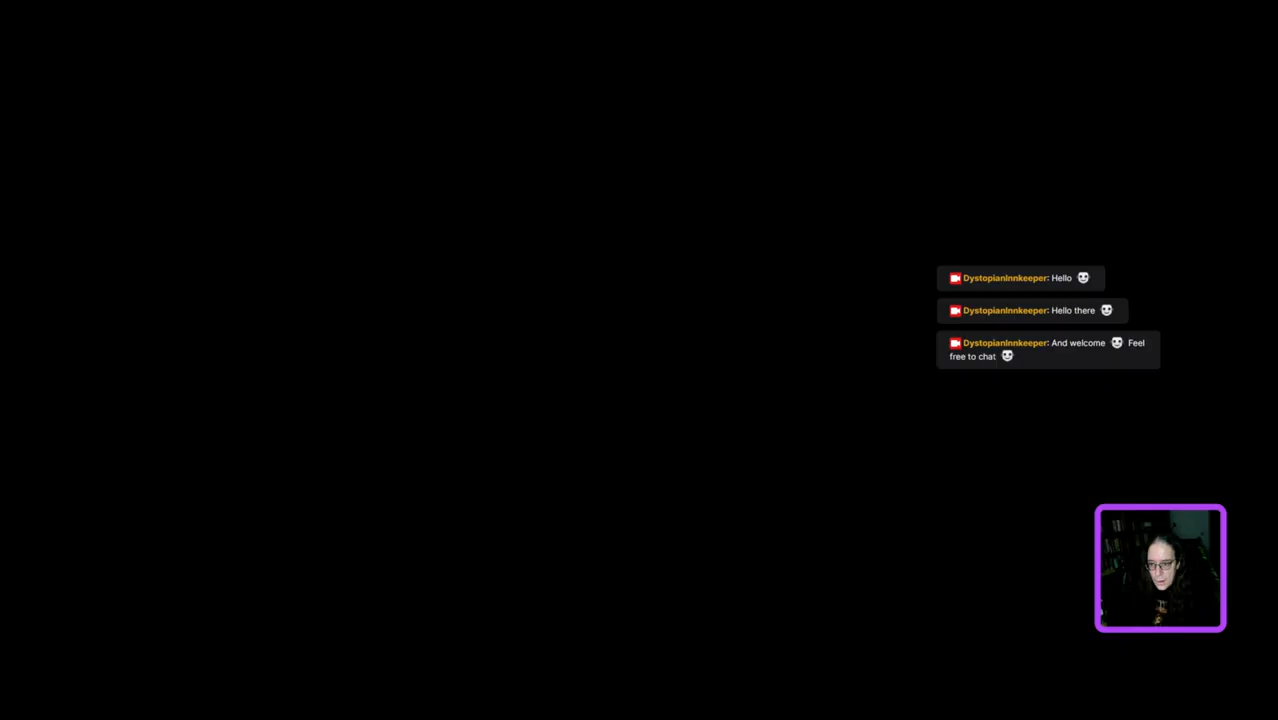 DystopianInnkeeper: Hello
DystopianInnkeeper: Hello there
DystopianInnkeeper: And welcome Feel
free to chat